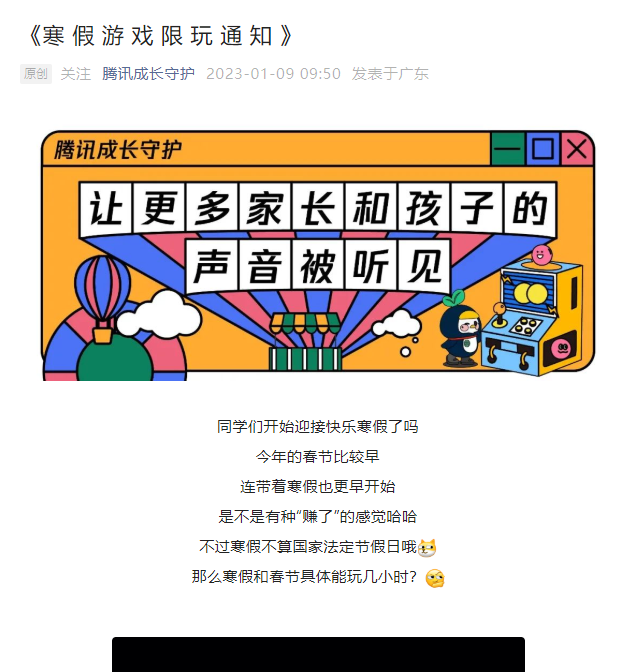 《寒假游戏限玩通知》
原创 关注 腾讯成长守护 2023-01-09 09:50 发表于广东
腾讯成长守护
让更多家长和孩子的
声音被听见
同学们开始迎接快乐寒假了吗
今年的春节比较早
连带着寒假也更早开始
是不是有种“赚了”的感觉哈哈
不过寒假不算国家法定节假日哦
那么寒假和春节具体能玩几小时？